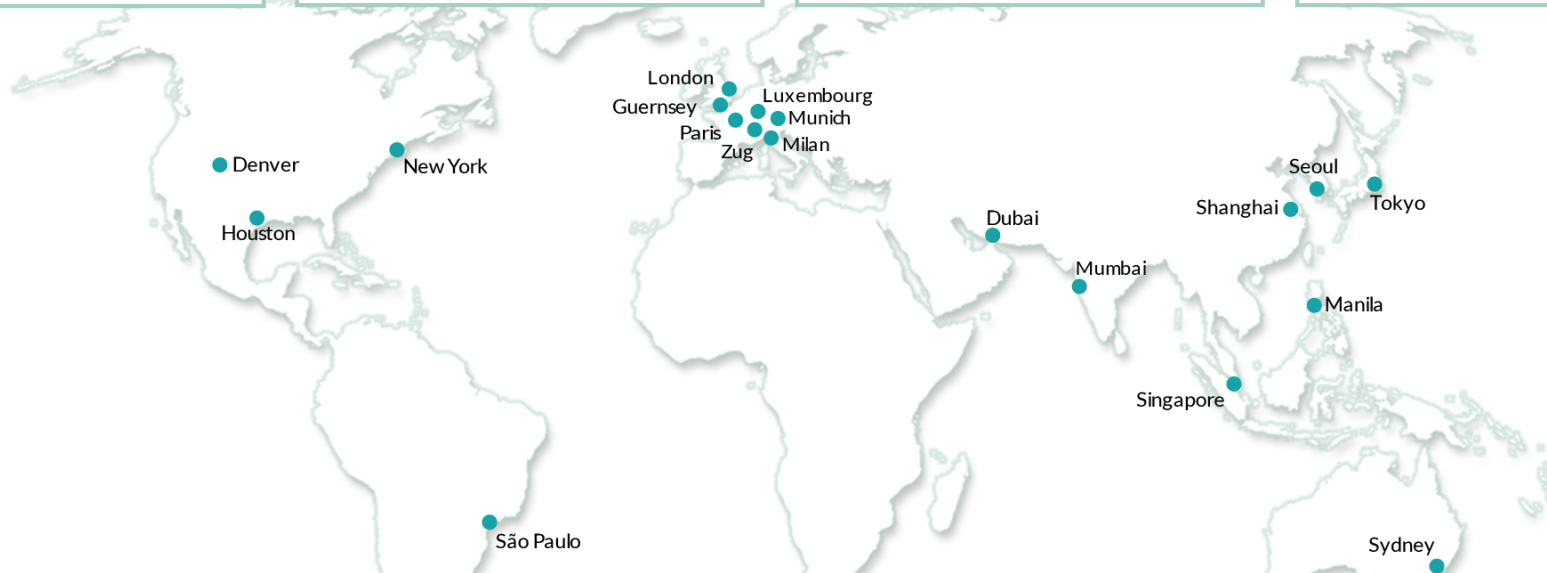 London
Luxembourg
Guernsey
Munich
Paris
Milan
Zug
Denver
New York
Seoul
Houston
Dubai
Shanghai
Tokyo
Mumbai
Manila
Singapore
São Paulo
Sydney